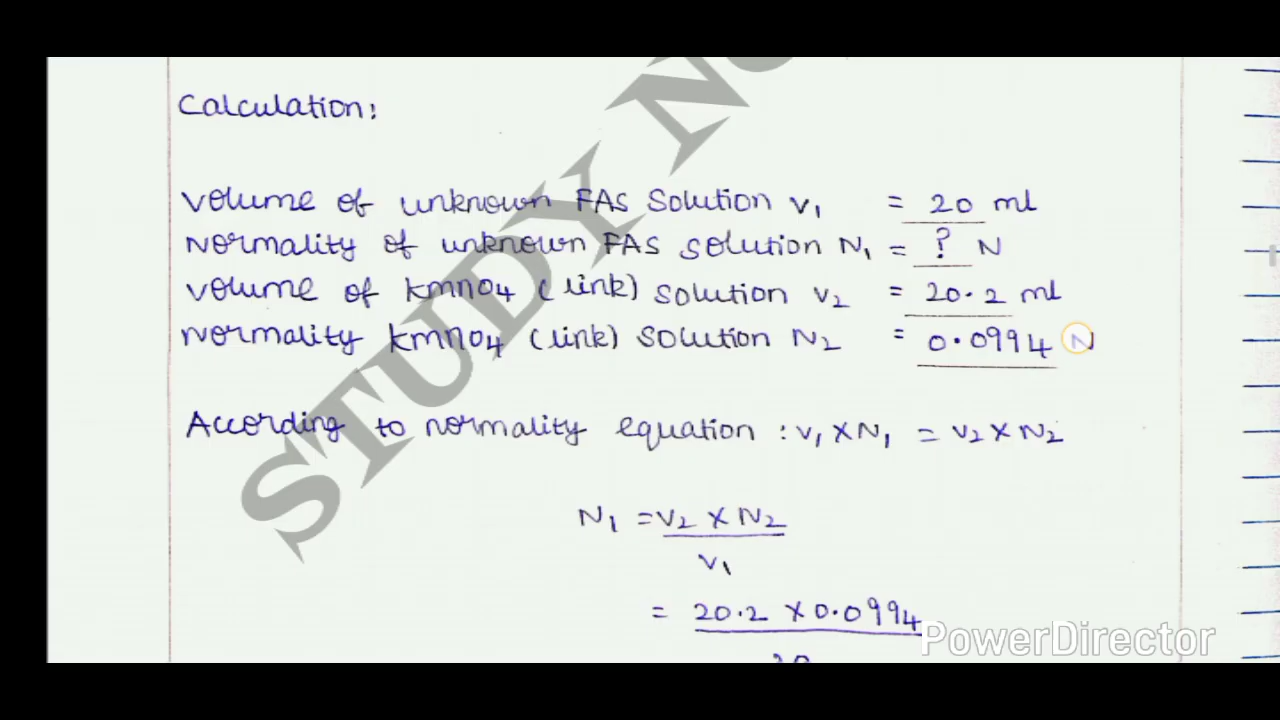 Calculation:
Volume of unknown FAS Solution V₁ = 20 ml
Normality of unknown FAS solution N₁ = ? N
Volume of kmno4 (link) solution V₂ = 20.2 ml
Normality kmno4 (link) solution N₂ = 0.0994 N
According to normality equation : V₁ X N₁ = V₂ X N₂
N₁ = V₂ X N₂
V₁
= 20.2 X 0.0994
20
STUDY NO
PowerDirector